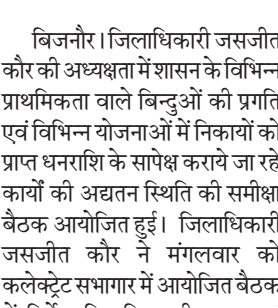 बिजनौर। जिलाधिकारी जसजीत
कौर की अध्यक्षता में शासन के विभिन्न
प्राथमिकता वाले बिन्दुओं की प्रगति
एवं विभिन्न योजनाओं में निकायों को
प्राप्त धनराशि के सापेक्ष कराये जा रहे
कार्यों की अद्यतन स्थिति की समीक्षा
बैठक आयोजित हुई। जिलाधिकारी
जसजीत कौर ने मंगलवार को
कलेक्ट्रेट सभागार में आयोजित बैठक